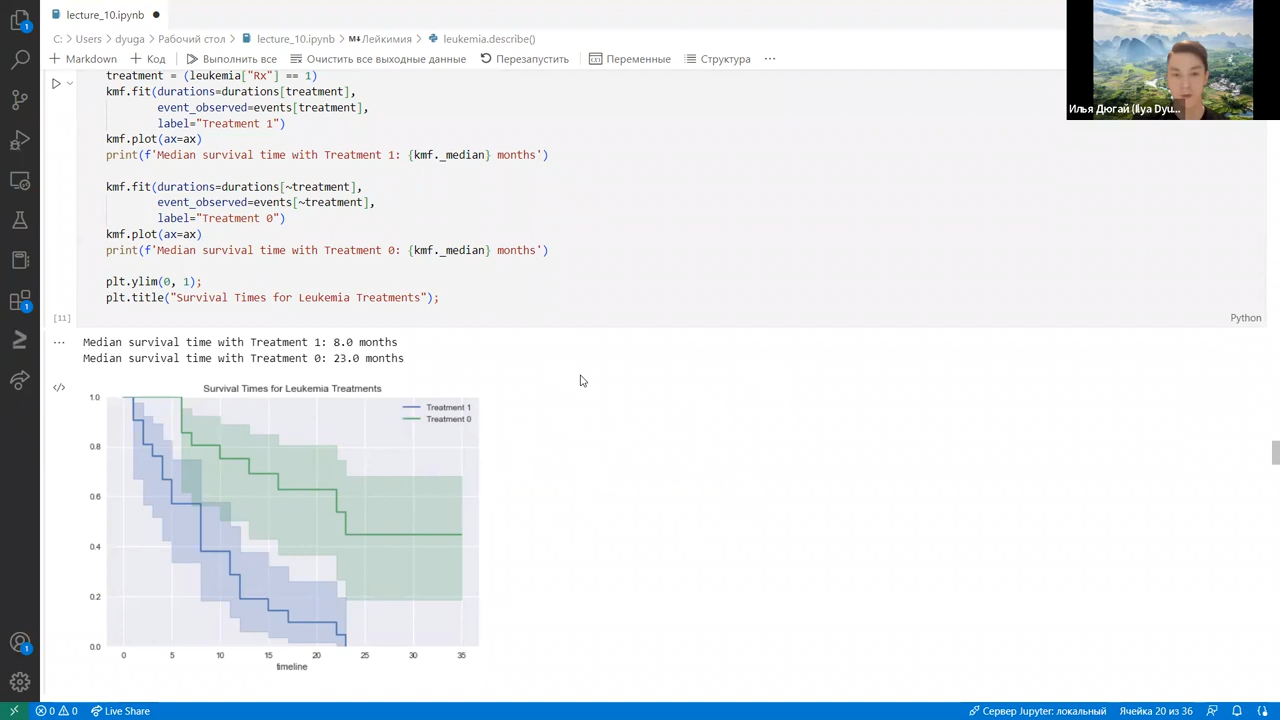 lecture_10.ipynb
C: > Users > dyuga > Рабочий стол > lecture_10.ipynb > Лейкимия > leukemia.describe()
Markdown Код Выполнить все Очистить все выходные данные Перезапустить Переменные Структура ...
Илья Дюгай (Ilya Dyu...
treatment = (leukemia["Rx"] == 1)
kmf.fit(durations=durations[treatment],
event_observed=events[treatment],
label="Treatment 1")
kmf.plot(ax=ax)
print(f'Median survival time with Treatment 1: {kmf._median} months')
kmf.fit(durations=durations[~treatment],
event_observed=events[~treatment],
label="Treatment 0")
kmf.plot(ax=ax)
print(f'Median survival time with Treatment 0: {kmf._median} months')
plt.ylim(0, 1);
plt.title("Survival Times for Leukemia Treatments");
[11] Python
Median survival time with Treatment 1: 8.0 months
Median survival time with Treatment 0: 23.0 months
Survival Times for Leukemia Treatments
Treatment 1
Treatment 0
1.0
0.8
0.6
0.4
0.2
0.0
0 5 10 15 20 25 30 35
timeline
0 0 Live Share Сервер Jupyter: локальный Ячейка 20 из 36